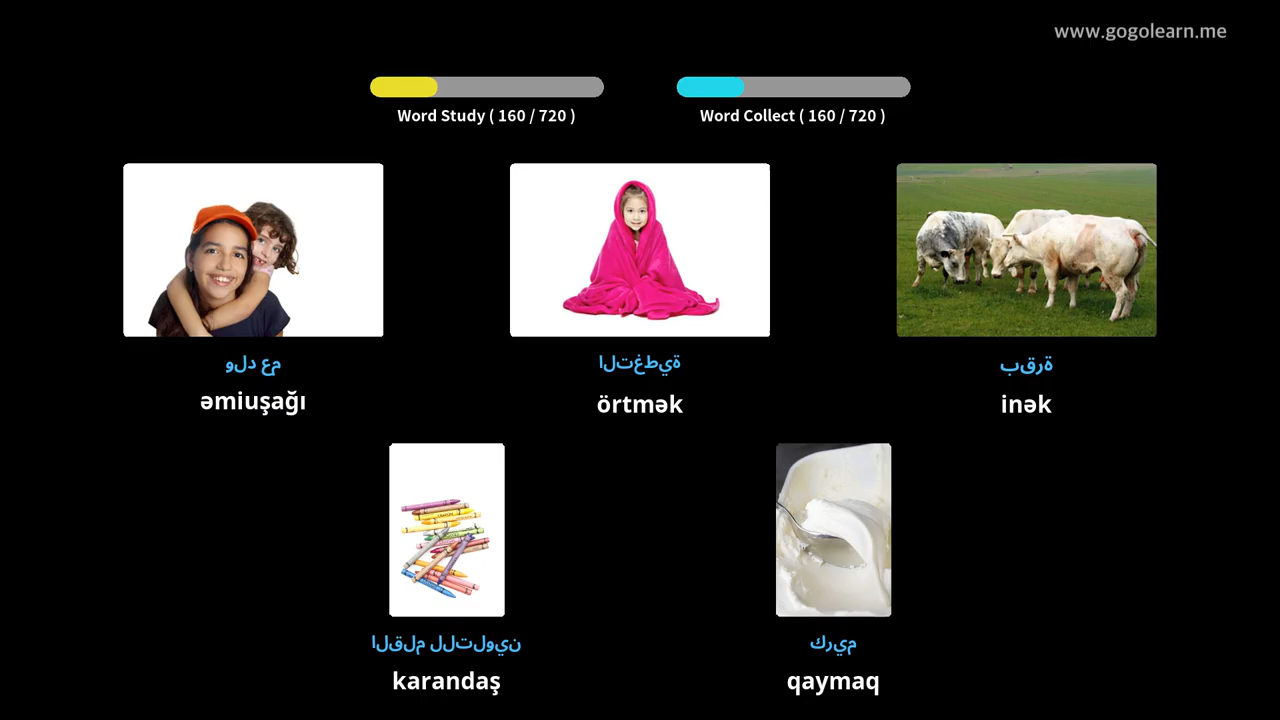 www.gogolearn.me
Word Study ( 160 / 720 )
Word Collect ( 160 / 720 )
ولد عم
əmiuşağı
التغطية
örtmək
بقرة
inək
القلم للتلوين
karandaş
كريم
qaymaq